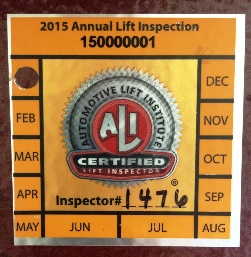 2015 Annual Lift Inspection
150000001
AUTOMOTIVE LIFT INSTITUTE
ALI
CERTIFIED
LIFT INSPECTOR
®
Inspector# 1476
FEB
MAR
APR
MAY
JUN
JUL
AUG
SEP
OCT
NOV
DEC